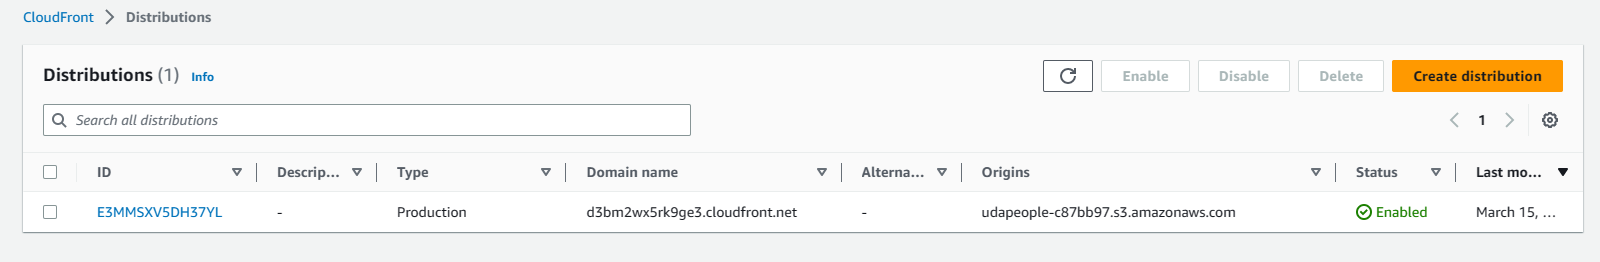 CloudFront > Distributions
Distributions (1) Info
Enable Disable Delete Create distribution
Search all distributions
1
ID Descrip... Type Domain name Alterna... Origins Status Last mo...
E3MMSXV5DH37YL - Production d3bm2wx5rk9ge3.cloudfront.net - udapeople-c87bb97.s3.amazonaws.com Enabled March 15, ...